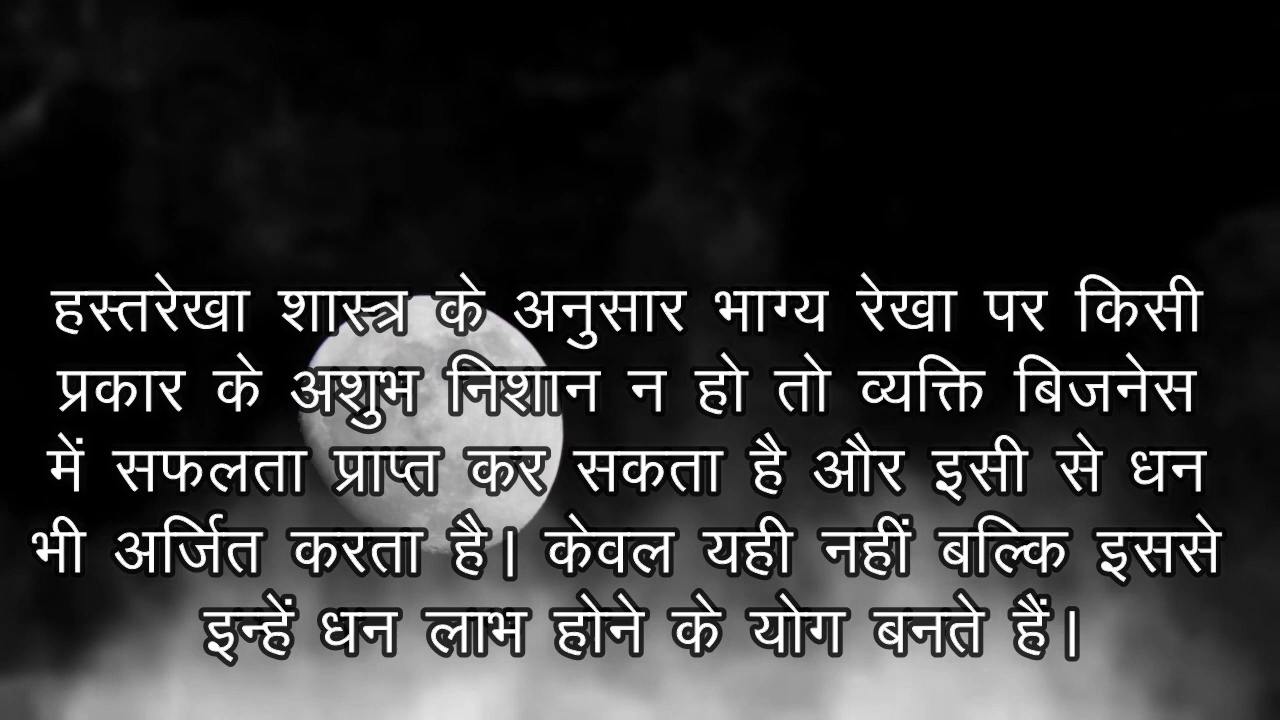 हस्तरेखा शास्त्र के अनुसार भाग्य रेखा पर किसी
प्रकार के अशुभ निशान न हो तो व्यक्ति बिजनेस
में सफलता प्राप्त कर सकता है और इसी से धन
भी अर्जित करता है। केवल यही नहीं बल्कि इससे
इन्हें धन लाभ होने के योग बनते हैं।